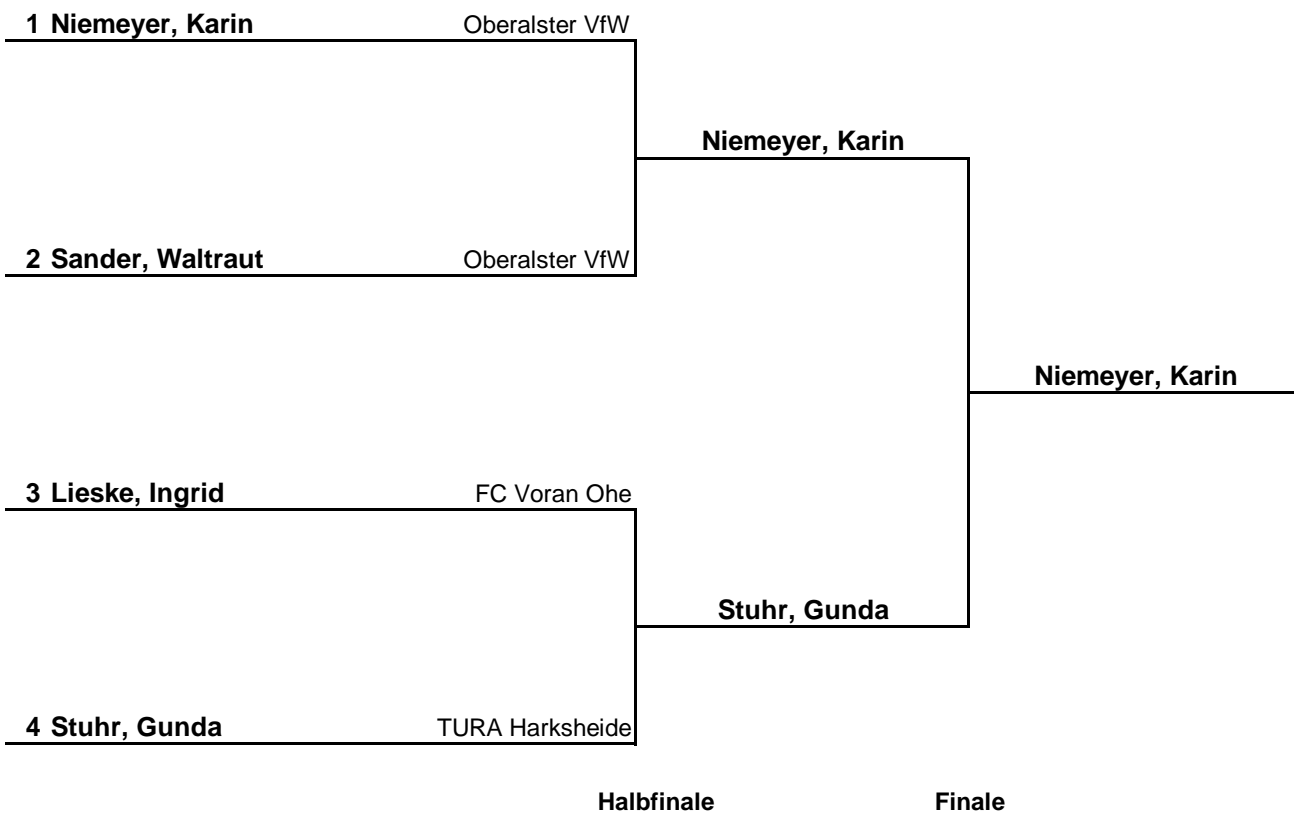 1 Niemeyer, Karin Oberalster VfW
Niemeyer, Karin
2 Sander, Waltraut Oberalster VfW
Niemeyer, Karin
3 Lieske, Ingrid FC Voran Ohe
Stuhr, Gunda
4 Stuhr, Gunda TURA Harksheide
Halbfinale Finale